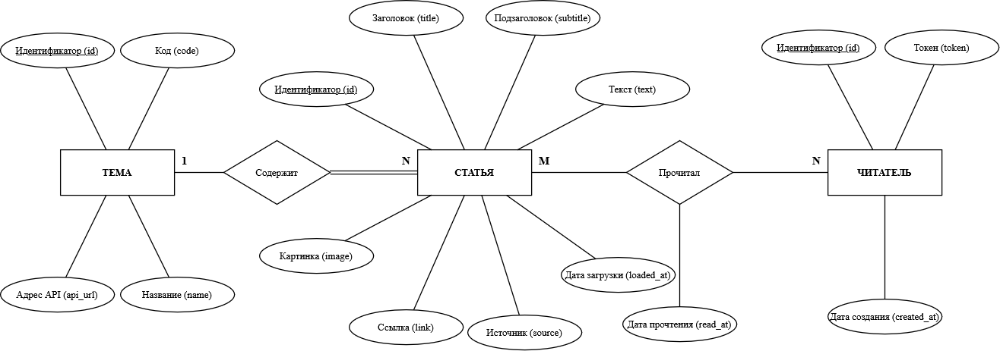 Заголовок (title)
Подзаголовок (subtitle)
Идентификатор (id)
Код (code)
Идентификатор (id)
Токен (token)
Идентификатор (id)
Текст (text)
ТЕМА
1
Содержит
N
СТАТЬЯ
M
Прочитал
N
ЧИТАТЕЛЬ
Картинка (image)
Дата загрузки (loaded_at)
Адрес API (api_url)
Название (name)
Ссылка (link)
Источник (source)
Дата прочтения (read_at)
Дата создания (created_at)